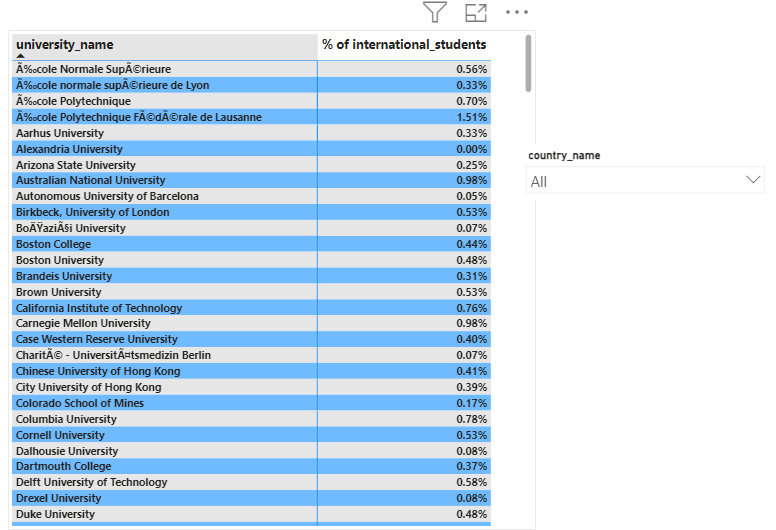 university_name % of international_students
Ã‰cole Normale SupÃ©rieure 0.56%
Ã‰cole normale supÃ©rieure de Lyon 0.33%
Ã‰cole Polytechnique 0.70%
Ã‰cole Polytechnique FÃ©dÃ©rale de Lausanne 1.51%
Aarhus University 0.33%
Alexandria University 0.00%
country_name
Arizona State University 0.25%
Australian National University 0.98%
All
Autonomous University of Barcelona 0.05%
Birkbeck, University of London 0.53%
BoÄŸaziÃ§i University 0.07%
Boston College 0.44%
Boston University 0.48%
Brandeis University 0.31%
Brown University 0.53%
California Institute of Technology 0.76%
Carnegie Mellon University 0.98%
Case Western Reserve University 0.40%
CharitÃ© - UniversitÃ¤tsmedizin Berlin 0.07%
Chinese University of Hong Kong 0.41%
City University of Hong Kong 0.39%
Colorado School of Mines 0.17%
Columbia University 0.78%
Cornell University 0.53%
Dalhousie University 0.08%
Dartmouth College 0.37%
Delft University of Technology 0.58%
Drexel University 0.08%
Duke University 0.48%